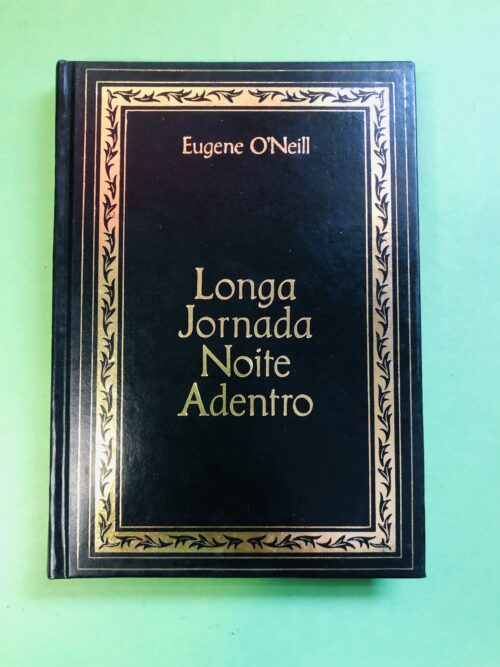 Eugene O'Neill
Longa
Jornada
Noite
Adentro